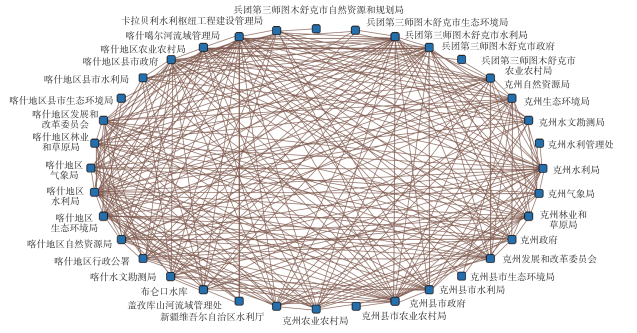 兵团第三师图木舒克市自然资源和规划局
卡拉贝利水利枢纽工程建设管理局
兵团第三师图木舒克市生态环境局
喀什噶尔河流域管理局
兵团第三师图木舒克市水利局
喀什地区农业农村局
兵团第三师图木舒克市政府
喀什地区县市政府
兵团第三师图木舒克市
农业农村局
喀什地区县市水利局
克州自然资源局
喀什地区县市生态环境局
克州生态环境局
喀什地区发展和
改革委员会
克州水文勘测局
喀什地区林业
和草原局
克州水利管理处
喀什地区
气象局
克州水利局
喀什地区
水利局
克州气象局
喀什地区
生态环境局
克州林业和
草原局
喀什地区自然资源局
克州政府
喀什地区行政公署
克州发展和改革委员会
喀什水文勘测局
克州县市生态环境局
布仑口水库
克州县市水利局
盖孜库山河流域管理处
克州县市政府
新疆维吾尔自治区水利厅
克州农业农村局
克州县市农业农村局